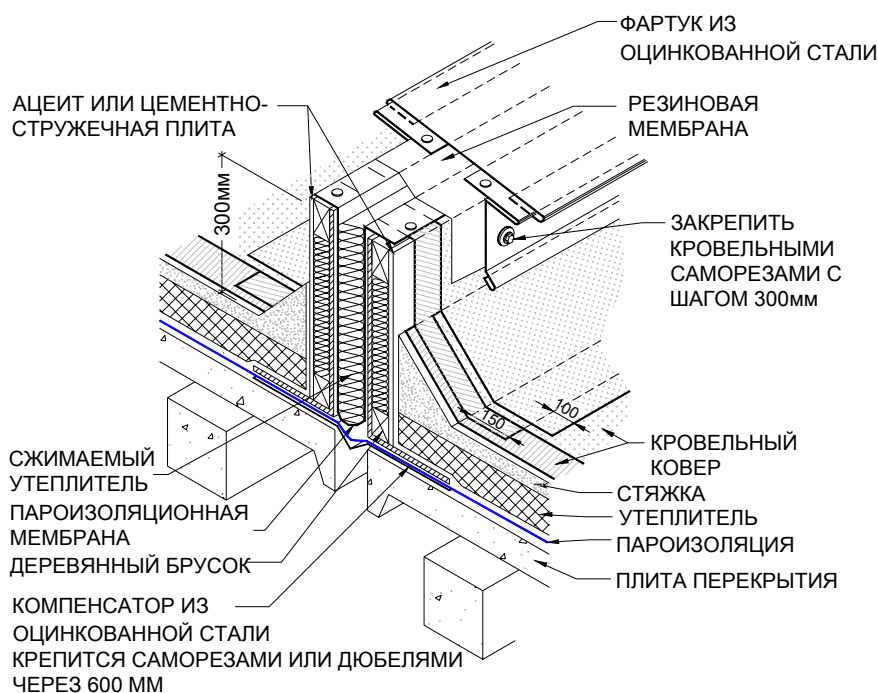 ФАРТУК ИЗ
ОЦИНКОВАННОЙ СТАЛИ
АЦЕИТ ИЛИ ЦЕМЕНТНО-
СТРУЖЕЧНАЯ ПЛИТА
РЕЗИНОВАЯ
МЕМБРАНА
300мм
ЗАКРЕПИТЬ
КРОВЕЛЬНЫМИ
САМОРЕЗАМИ С
ШАГОМ 300мм
100
150
КРОВЕЛЬНЫЙ
КОВЕР
СТЯЖКА
УТЕПЛИТЕЛЬ
ПАРОИЗОЛЯЦИЯ
ПЛИТА ПЕРЕКРЫТИЯ
СЖИМАЕМЫЙ
УТЕПЛИТЕЛЬ
ПАРОИЗОЛЯЦИОННАЯ
МЕМБРАНА
ДЕРЕВЯННЫЙ БРУСОК
КОМПЕНСАТОР ИЗ
ОЦИНКОВАННОЙ СТАЛИ
КРЕПИТСЯ САМОРЕЗАМИ ИЛИ ДЮБЕЛЯМИ
ЧЕРЕЗ 600 ММ